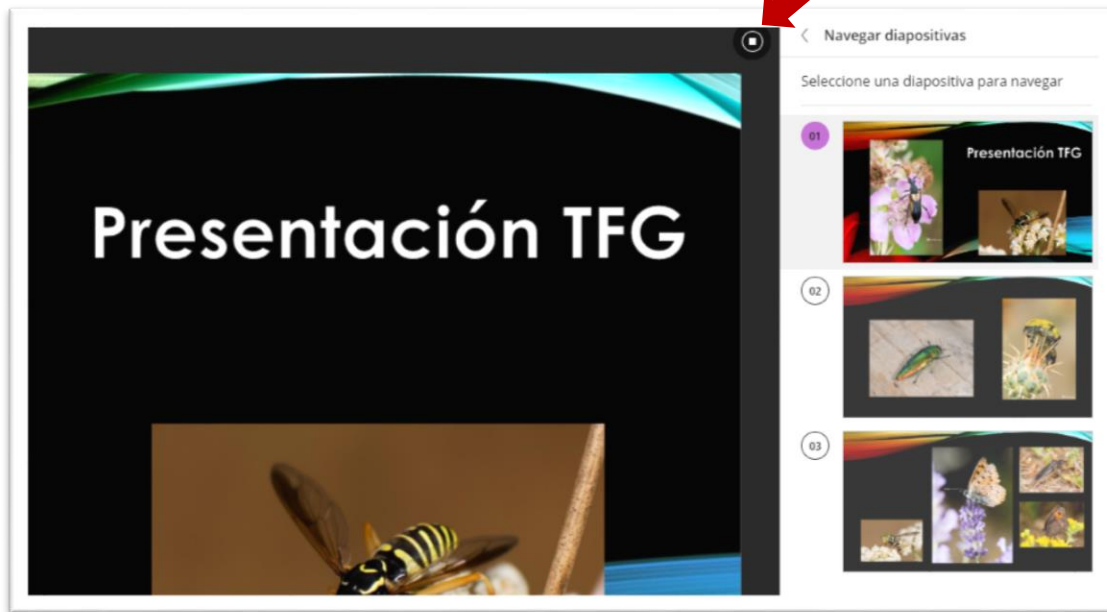 Presentación TFG
Navegar diapositivas
Seleccione una diapositiva para navegar
01
Presentación TFG
02
03